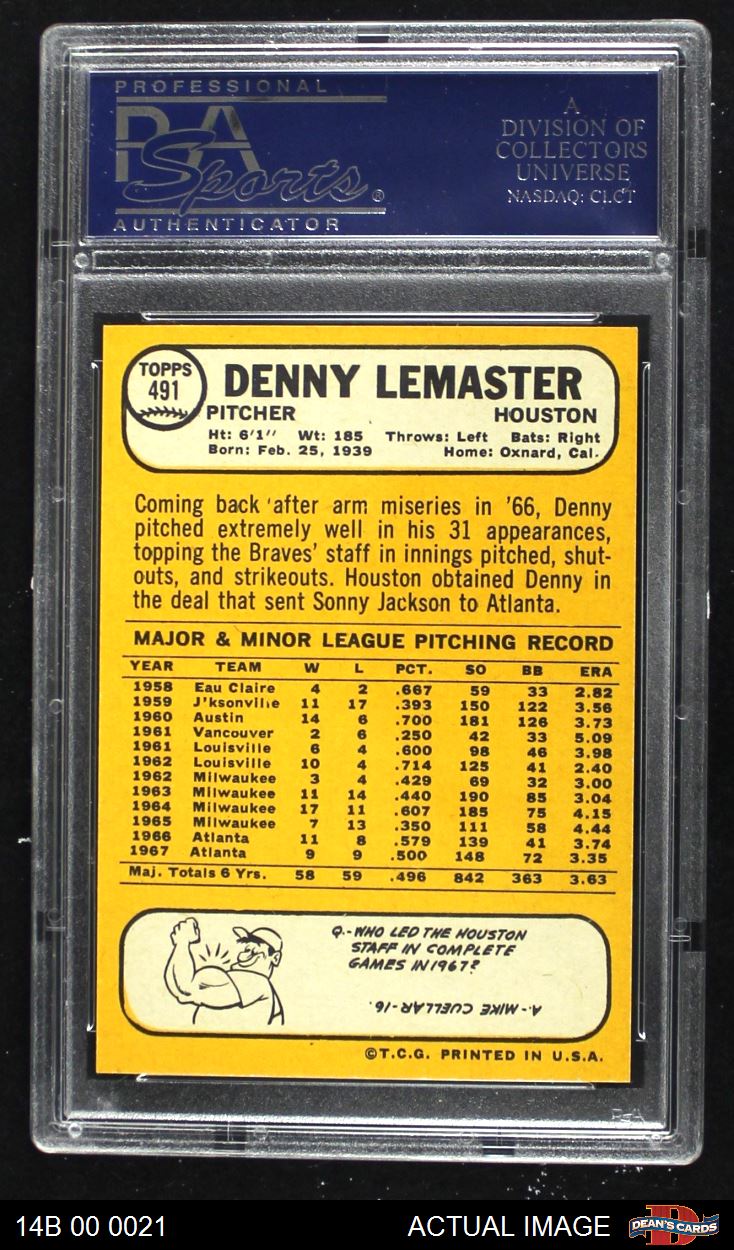 PROFESSIONAL
PSA
Sports®
AUTHENTICATOR
A
DIVISION OF
COLLECTORS
UNIVERSE
NASDAQ: CLCT
TOPPS
491
DENNY LEMASTER
PITCHER HOUSTON
Ht: 6'1'' Wt: 185 Throws: Left Bats: Right
Born: Feb. 25, 1939 Home: Oxnard, Cal.
Coming back after arm miseries in '66, Denny
pitched extremely well in his 31 appearances,
topping the Braves' staff in innings pitched, shut-
outs, and strikeouts. Houston obtained Denny in
the deal that sent Sonny Jackson to Atlanta.
MAJOR & MINOR LEAGUE PITCHING RECORD
YEAR TEAM W L PCT. SO BB ERA
1958 Eau Claire 4 2 .667 59 33 2.82
1959 J'ksonville 11 17 .393 150 122 3.56
1960 Austin 14 6 .700 181 126 3.73
1961 Vancouver 2 6 .250 42 33 5.09
1961 Louisville 6 4 .600 98 46 3.98
1962 Louisville 10 4 .714 125 41 2.40
1962 Milwaukee 3 4 .429 69 32 3.00
1963 Milwaukee 11 14 .440 190 85 3.04
1964 Milwaukee 17 11 .607 185 75 4.15
1965 Milwaukee 7 13 .350 111 58 4.44
1966 Atlanta 11 8 .579 139 41 3.74
1967 Atlanta 9 9 .500 148 72 3.35
Maj. Totals 6 Yrs. 58 59 .496 842 363 3.63
Q.-WHO LED THE HOUSTON
STAFF IN COMPLETE
GAMES IN 1967?
A.-MIKE CUELLAR-16.
©T.C.G. PRINTED IN U.S.A.
PSA
14B 00 0021 ACTUAL IMAGE
D
DEAN'S CARDS